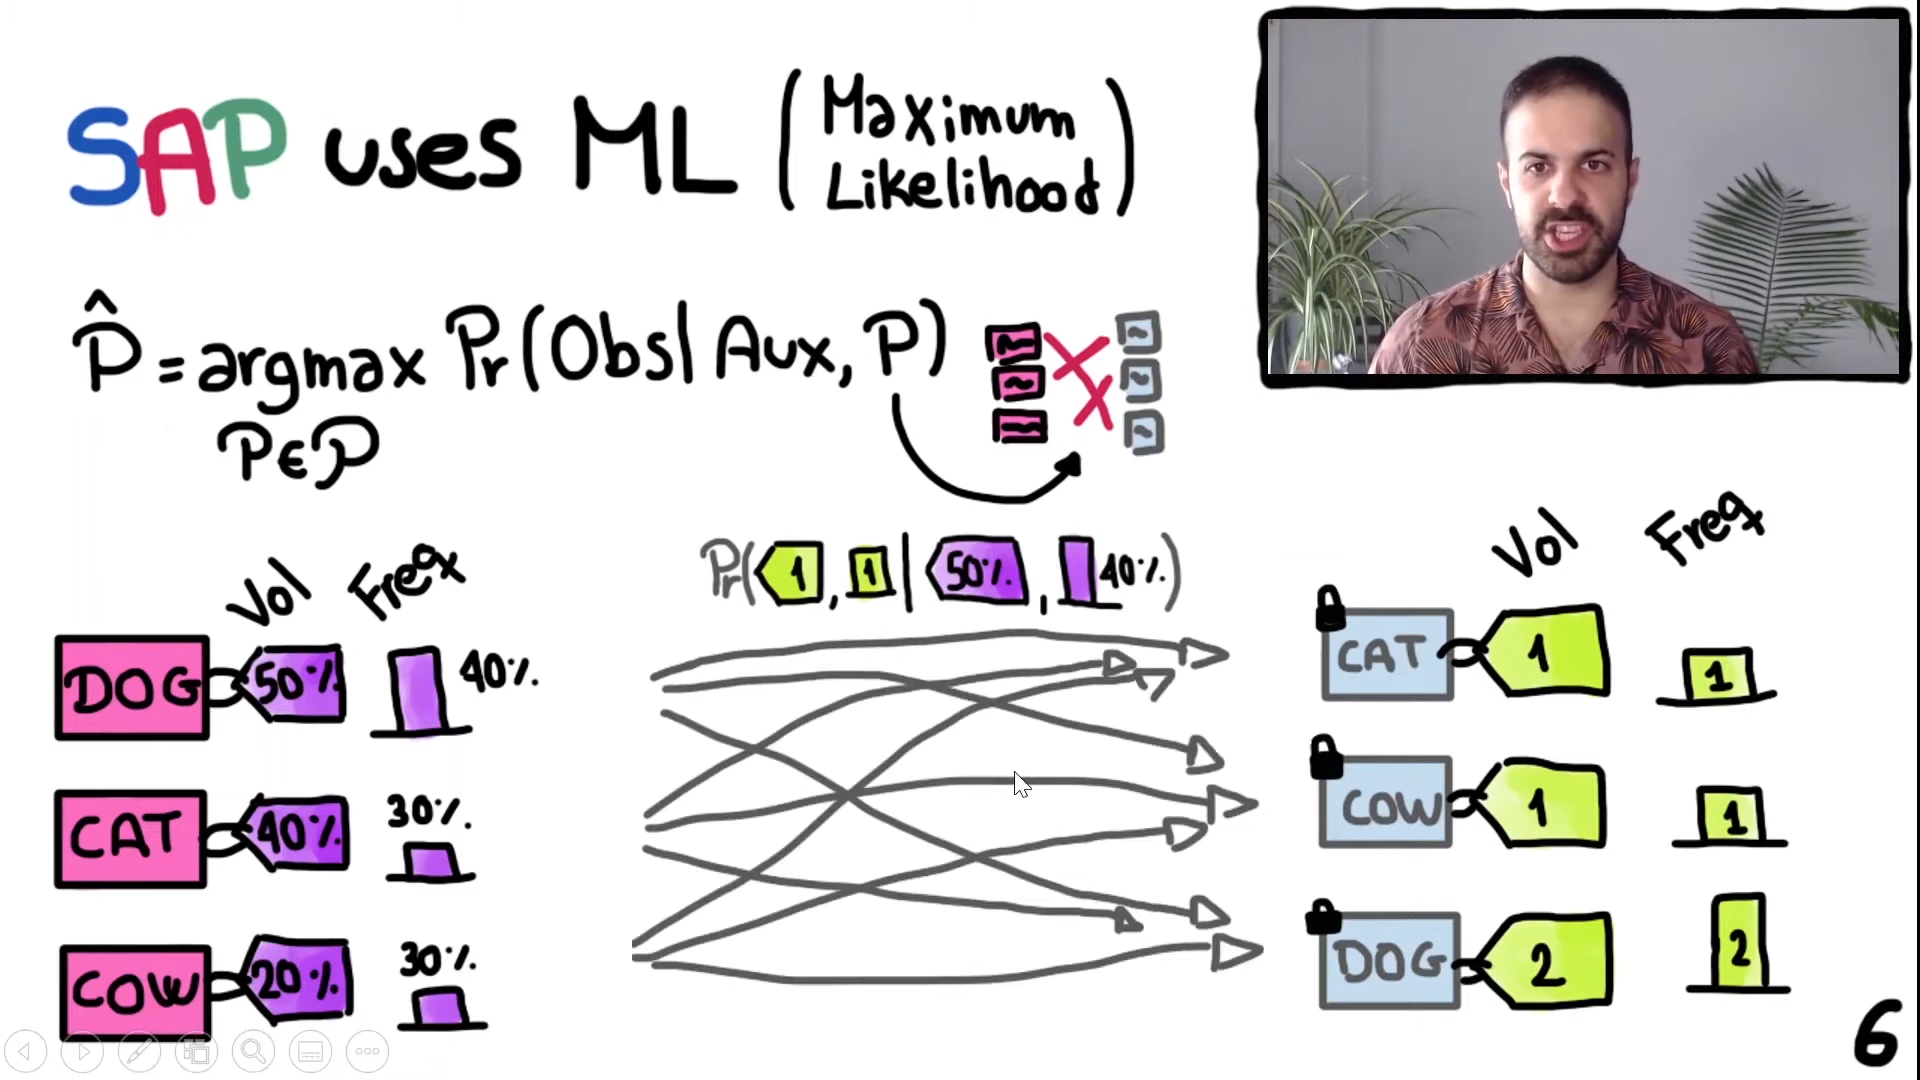 SAP uses ML (Maximum
Likelihood)
P̂ = argmax Pr(Obs| Aux, P)
P∈𝒫
Vol Freq
Pr(1, 1 | 50%, 40%)
Vol Freq
DOG 50% 40%
CAT 40% 30%
COW 20% 30%
CAT 1 1
COW 1 1
DOG 2 2
6